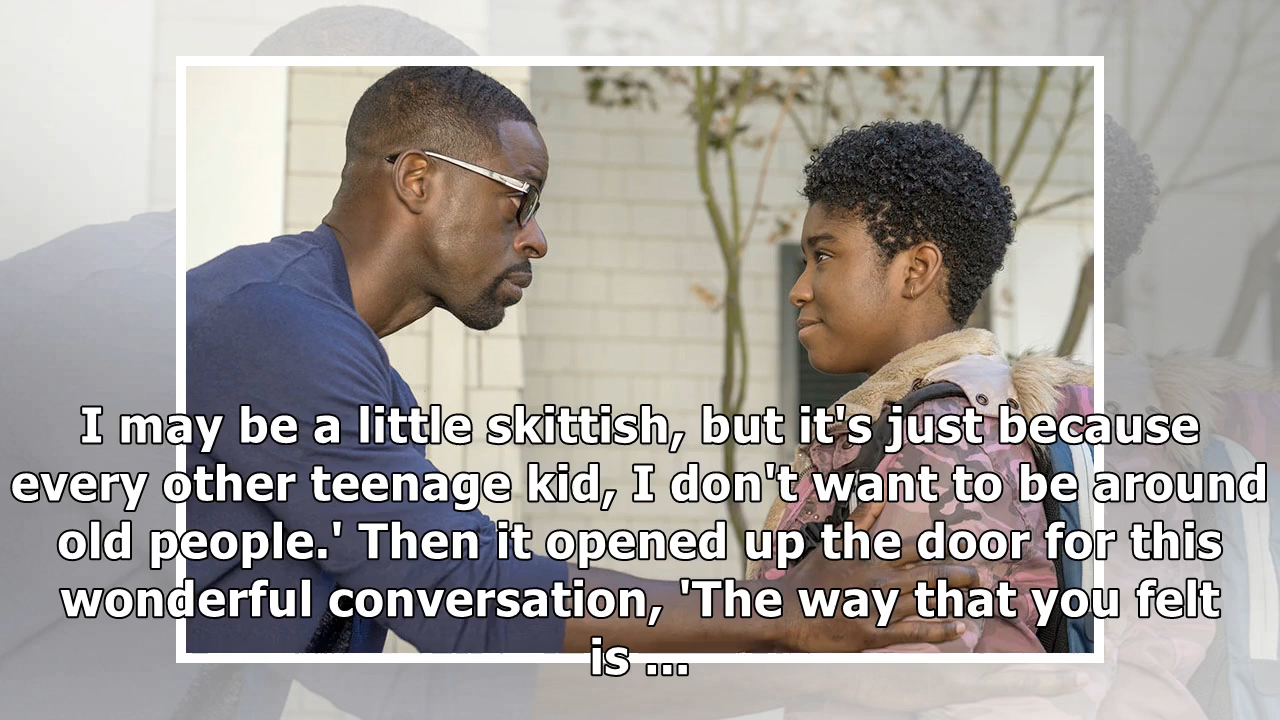 I may be a little skittish, but it's just because
every other teenage kid, I don't want to be around
old people.' Then it opened up the door for this
wonderful conversation, 'The way that you felt
is ...